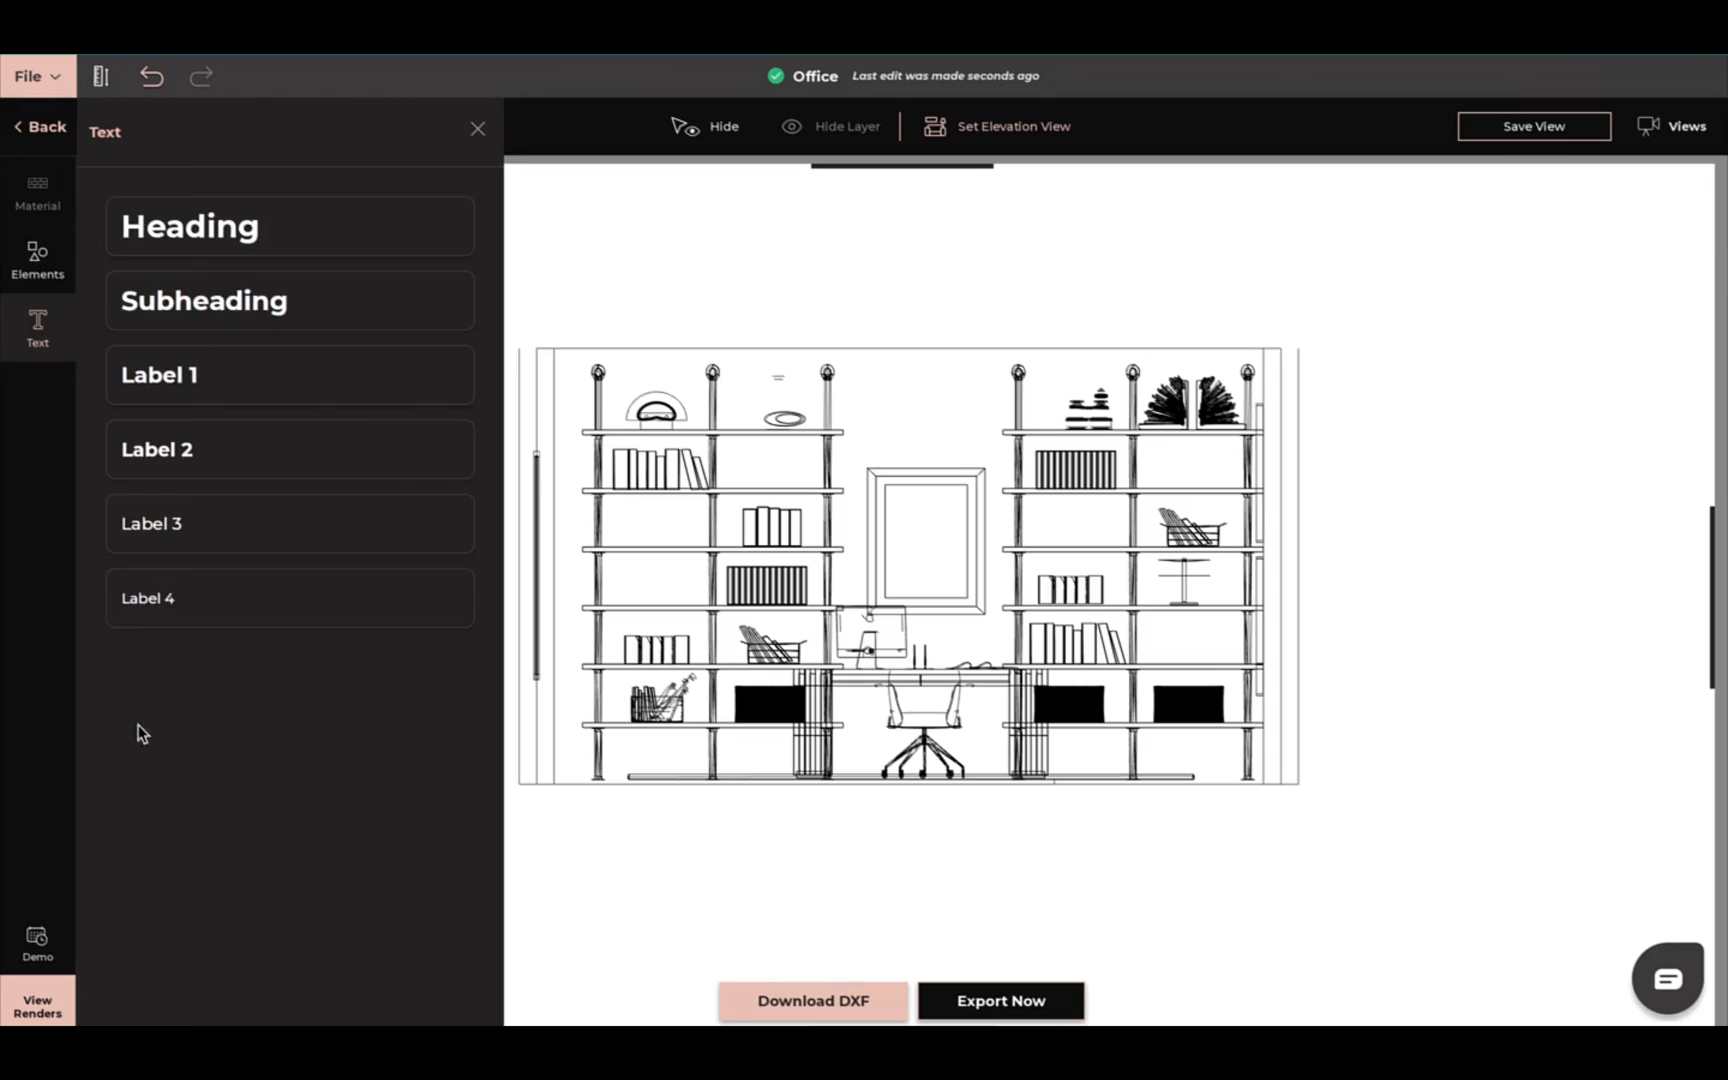 File
Office Last edit was made seconds ago
Back
Text
Hide
Hide Layer
Set Elevation View
Save View
Views
Material
Elements
Text
Heading
Subheading
Label 1
Label 2
Label 3
Label 4
Demo
View
Renders
Download DXF
Export Now